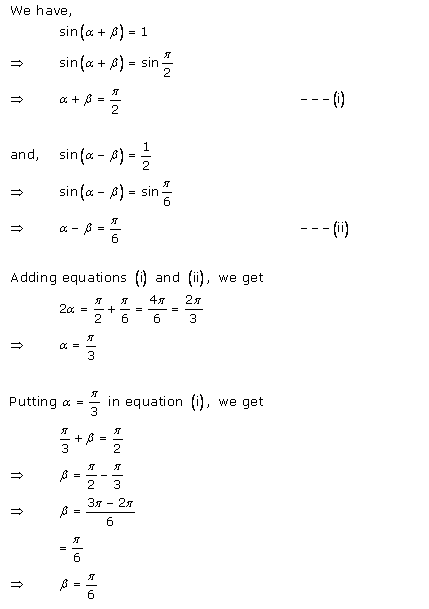 We have,
sin(α + β) = 1
⇒ sin(α + β) = sin π/2
⇒ α + β = π/2 ---(i)
and, sin(α − β) = 1/2
⇒ sin(α − β) = sin π/6
⇒ α − β = π/6 ---(ii)
Adding equations (i) and (ii), we get
2α = π/2 + π/6 = 4π/6 = 2π/3
⇒ α = π/3
Putting α = π/3 in equation (i), we get
π/3 + β = π/2
⇒ β = π/2 − π/3
⇒ β = (3π − 2π)/6
= π/6
⇒ β = π/6